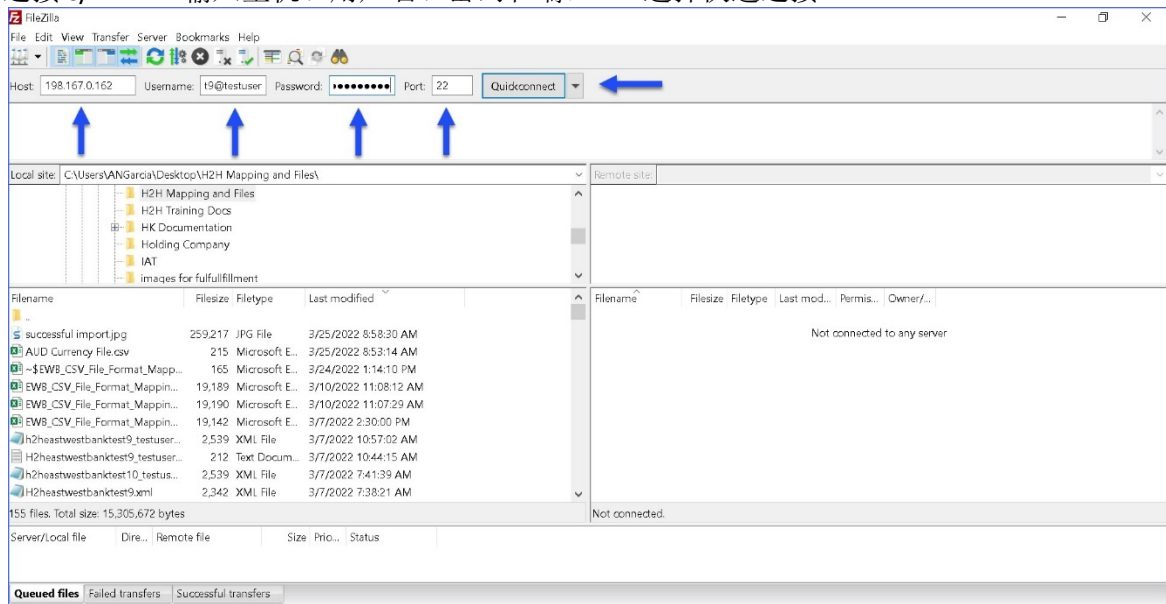 FileZilla
File Edit View Transfer Server Bookmarks Help
Host: 198.167.0.162 Username: t9@testuser Password: ●●●●●●●●● Port: 22 Quickconnect
Local site: C:\Users\ANGarcia\Desktop\H2H Mapping and Files\ Remote site:
H2H Mapping and Files
H2H Training Docs
HK Documentation
Holding Company
IAT
images for fulfullfillment
Filename Filesize Filetype Last modified Filename Filesize Filetype Last mod... Permis... Owner/...
..
successful import.jpg 259,217 JPG File 3/25/2022 8:58:30 AM Not connected to any server
AUD Currency File.csv 215 Microsoft E... 3/25/2022 8:53:14 AM
~$EWB_CSV_File_Format_Mapp... 165 Microsoft E... 3/24/2022 1:14:10 PM
EWB_CSV_File_Format_Mappin... 19,189 Microsoft E... 3/10/2022 11:08:12 AM
EWB_CSV_File_Format_Mappin... 19,190 Microsoft E... 3/10/2022 11:07:29 AM
EWB_CSV_File_Format_Mappin... 19,142 Microsoft E... 3/7/2022 2:30:00 PM
h2heastwestbanktest9_testuser... 2,539 XML File 3/7/2022 10:57:02 AM
H2heastwestbanktest9_testuser... 212 Text Docum... 3/7/2022 10:44:15 AM
h2heastwestbanktest10_testus... 2,539 XML File 3/7/2022 7:41:39 AM
H2heastwestbanktest9.xml 2,342 XML File 3/7/2022 7:38:21 AM
155 files. Total size: 15,305,672 bytes Not connected.
Server/Local file Dire... Remote file Size Prio... Status
Queued files Failed transfers Successful transfers